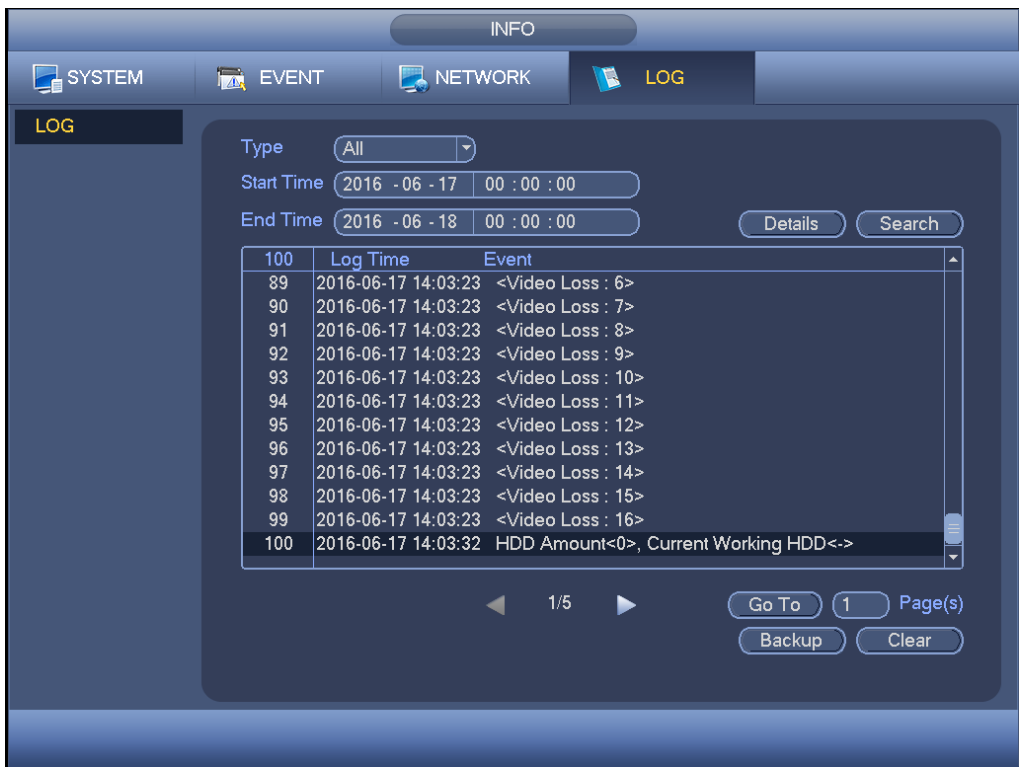 INFO
SYSTEM EVENT NETWORK LOG
LOG
Type All
Start Time 2016 - 06 - 17 00 : 00 : 00
End Time 2016 - 06 - 18 00 : 00 : 00
Details Search
100 Log Time Event
89 2016-06-17 14:03:23 <Video Loss : 6>
90 2016-06-17 14:03:23 <Video Loss : 7>
91 2016-06-17 14:03:23 <Video Loss : 8>
92 2016-06-17 14:03:23 <Video Loss : 9>
93 2016-06-17 14:03:23 <Video Loss : 10>
94 2016-06-17 14:03:23 <Video Loss : 11>
95 2016-06-17 14:03:23 <Video Loss : 12>
96 2016-06-17 14:03:23 <Video Loss : 13>
97 2016-06-17 14:03:23 <Video Loss : 14>
98 2016-06-17 14:03:23 <Video Loss : 15>
99 2016-06-17 14:03:23 <Video Loss : 16>
100 2016-06-17 14:03:32 HDD Amount<0>, Current Working HDD<->
1/5 Go To 1 Page(s)
Backup Clear